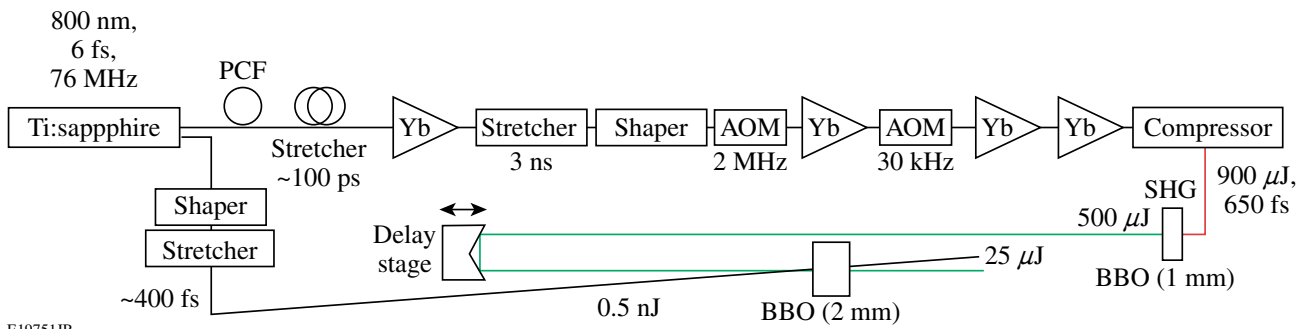 800 nm,
6 fs,
76 MHz
PCF
Ti:sappphire
Stretcher
~100 ps
Yb
Stretcher
3 ns
Shaper
AOM
2 MHz
Yb
AOM
30 kHz
Yb
Yb
Compressor
900 μJ,
650 fs
SHG
500 μJ
BBO (1 mm)
Shaper
Stretcher
~400 fs
Delay
stage
0.5 nJ
25 μJ
BBO (2 mm)